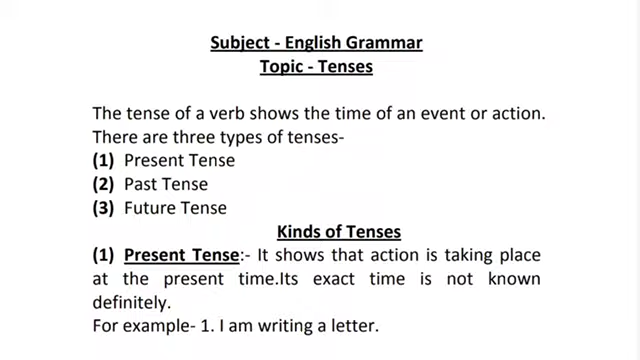 Subject - English Grammar
Topic - Tenses
The tense of a verb shows the time of an event or action.
There are three types of tenses-
(1) Present Tense
(2) Past Tense
(3) Future Tense
Kinds of Tenses
(1) Present Tense:- It shows that action is taking place
at the present time.Its exact time is not known
definitely.
For example- 1. I am writing a letter.